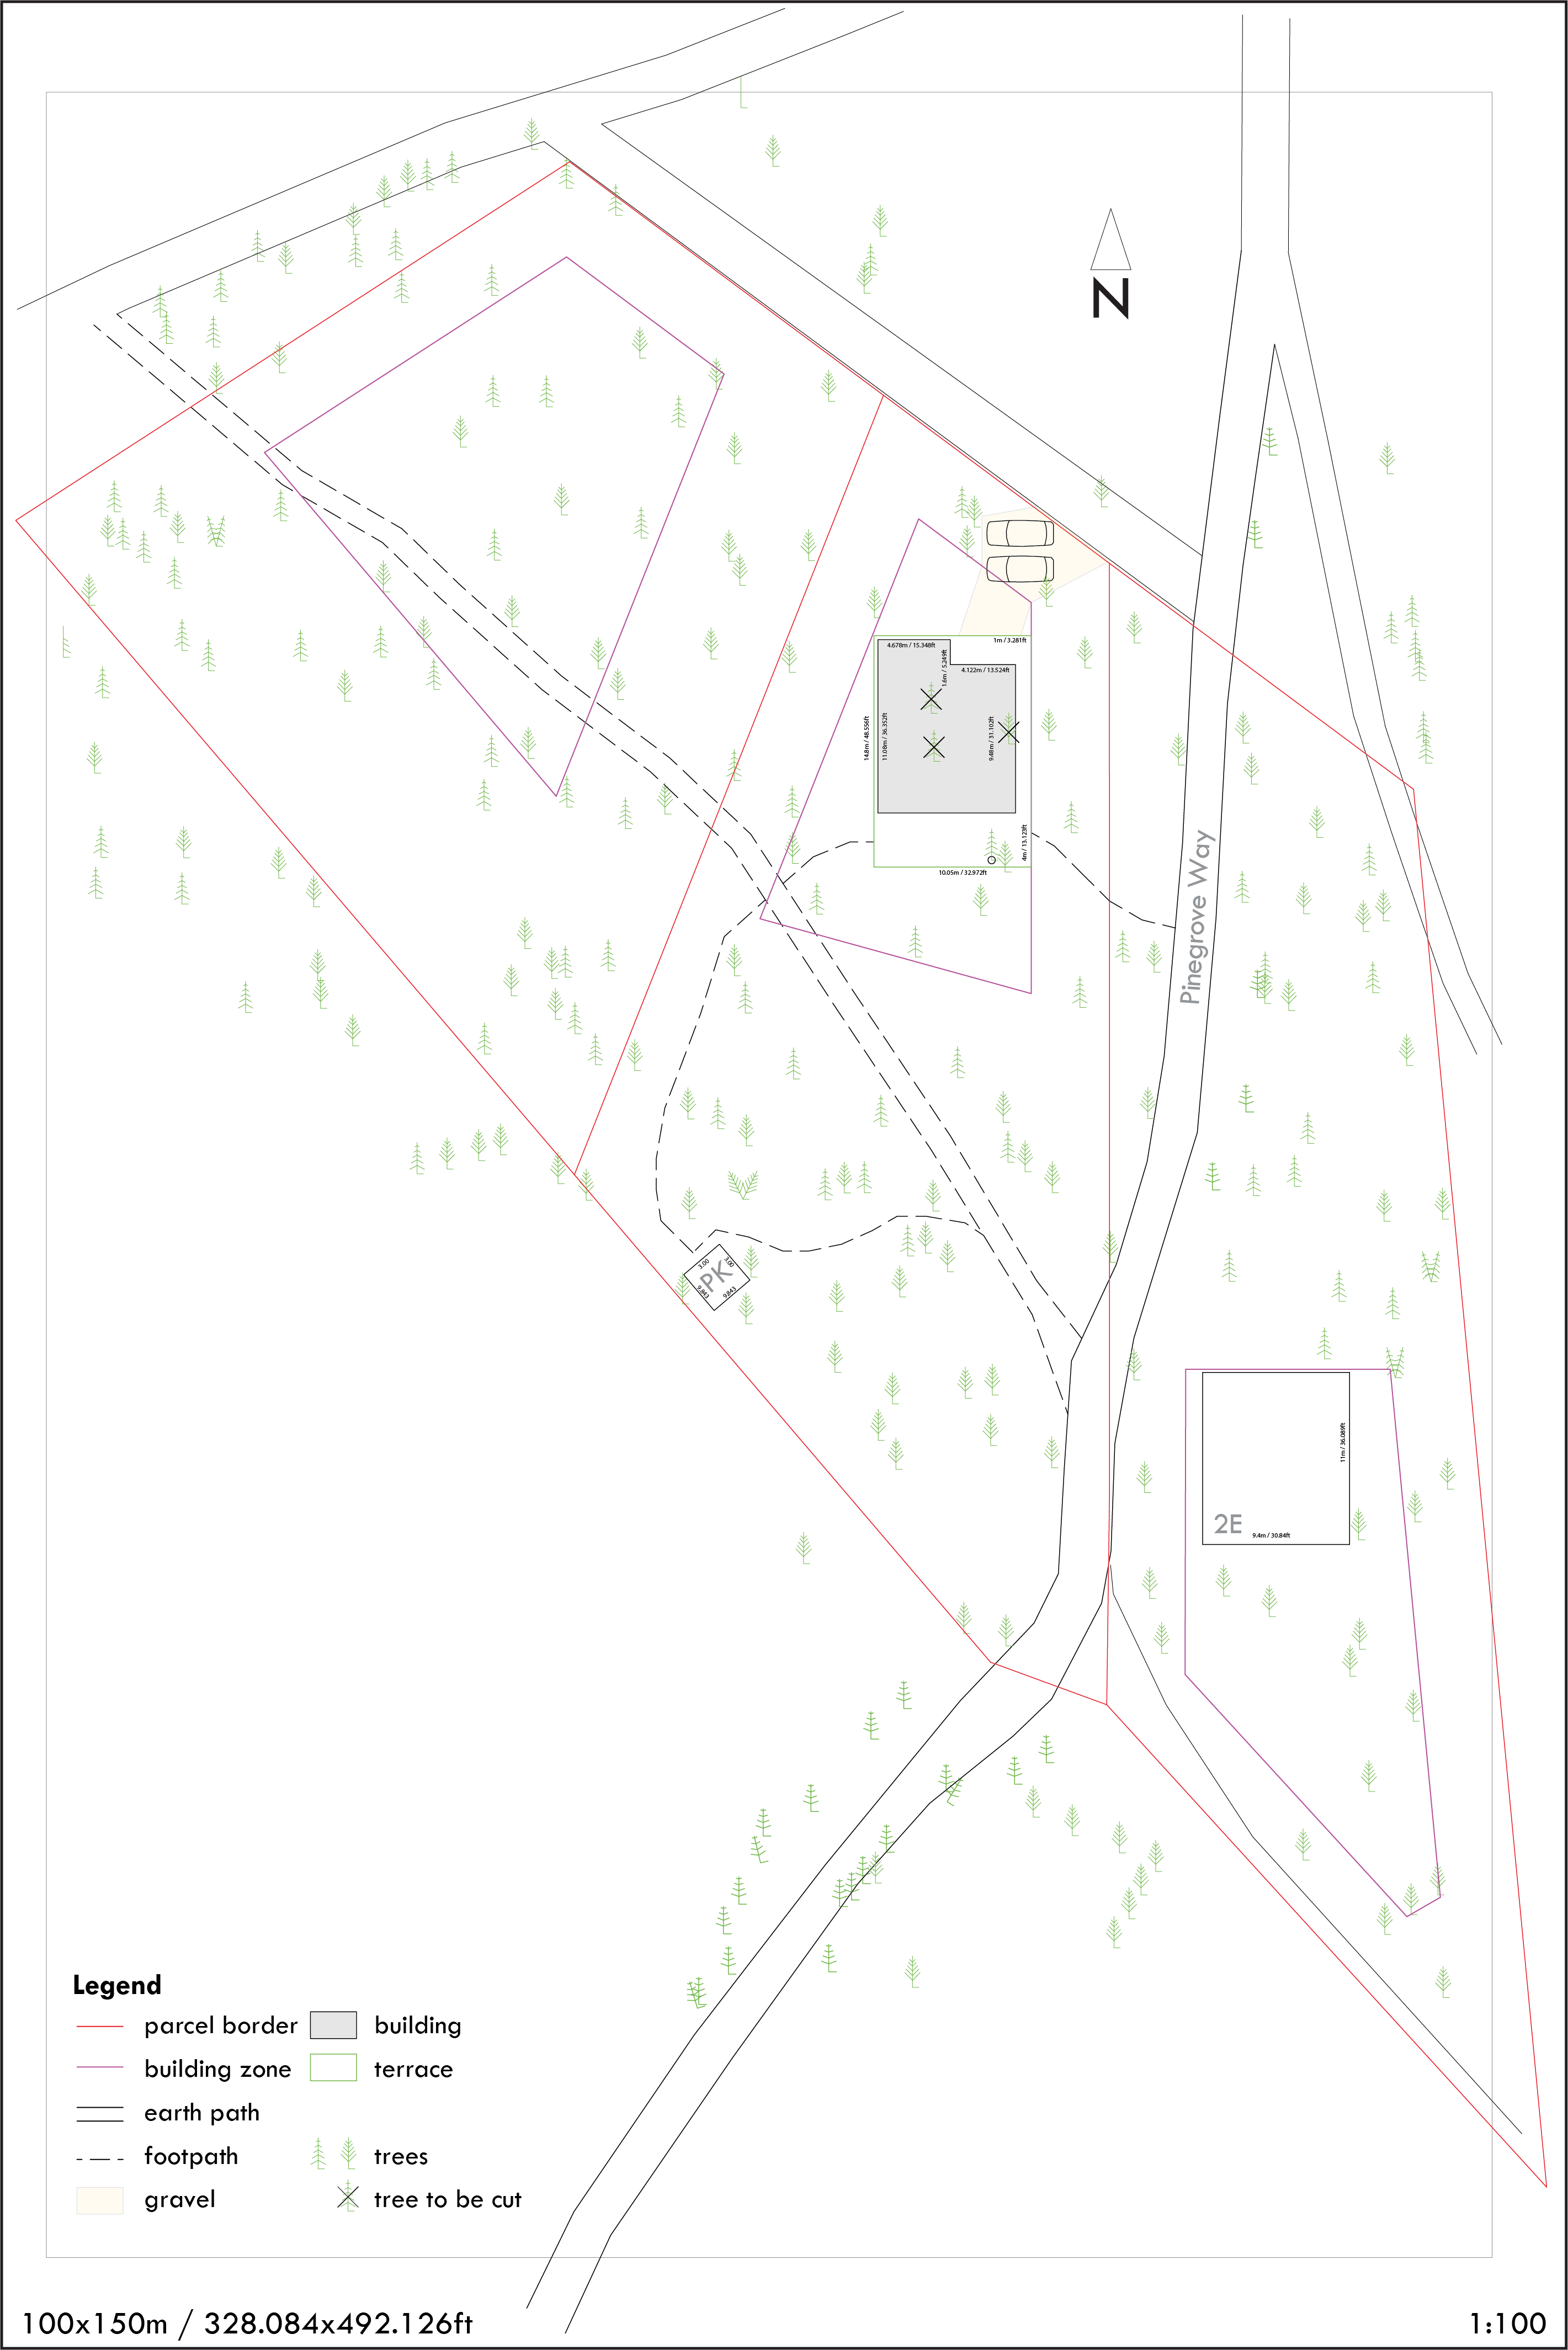 N
1m / 3.281ft
4.678m / 15.348ft
1.6m / 5.249ft
4.122m / 13.524ft
14.8m / 48.556ft
11.08m / 36.352ft
9.48m / 31.102ft
4m / 13.123ft
10.05m / 32.972ft
Pinegrove Way
3.00
3.00
PK
9.843
9.843
11m / 36.089ft
2E
9.4m / 30.84ft
Legend
parcel border
building
building zone
terrace
earth path
footpath
trees
gravel
tree to be cut
100x150m / 328.084x492.126ft
1:100